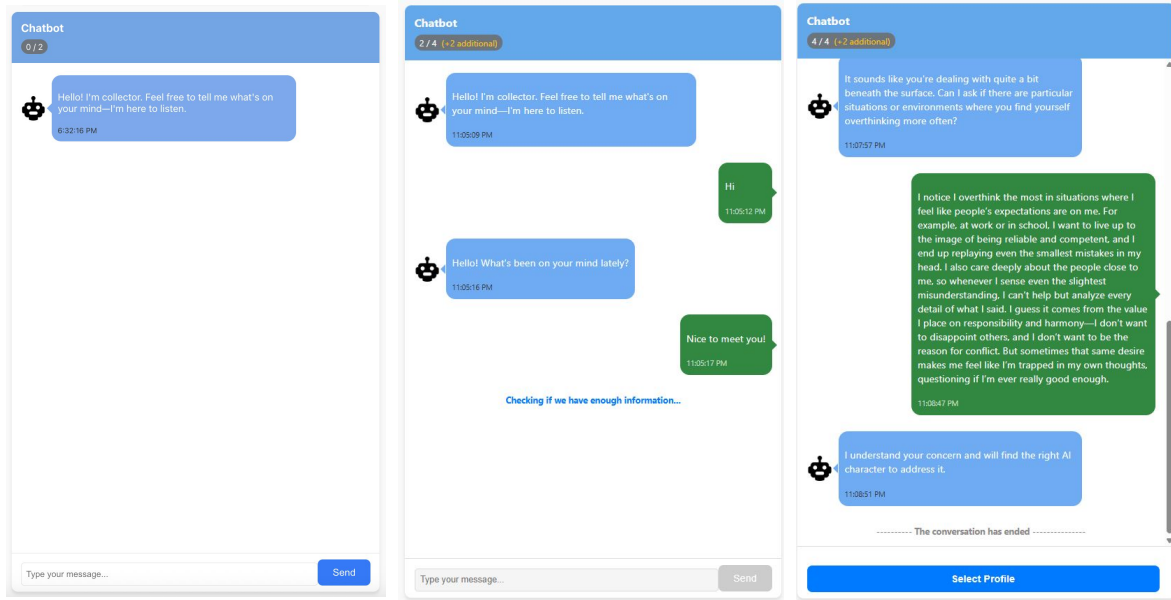 Chatbot
0 / 2
Hello! I'm collector. Feel free to tell me what's on
your mind—I'm here to listen.
6:32:16 PM
Type your message...
Send
Chatbot
2 / 4 (+2 additional)
Hello! I'm collector. Feel free to tell me what's on
your mind—I'm here to listen.
11:05:09 PM
Hi
11:05:12 PM
Hello! What's been on your mind lately?
11:05:16 PM
Nice to meet you!
11:05:17 PM
Checking if we have enough information...
Type your message...
Send
Chatbot
4 / 4 (+2 additional)
It sounds like you're dealing with quite a bit
beneath the surface. Can I ask if there are particular
situations or environments where you find yourself
overthinking more often?
11:07:57 PM
I notice I overthink the most in situations where I
feel like people's expectations are on me. For
example, at work or in school, I want to live up to
the image of being reliable and competent, and I
end up replaying even the smallest mistakes in my
head. I also care deeply about the people close to
me, so whenever I sense even the slightest
misunderstanding, I can't help but analyze every
detail of what I said. I guess it comes from the value
I place on responsibility and harmony—I don't want
to disappoint others, and I don't want to be the
reason for conflict. But sometimes that same desire
makes me feel like I'm trapped in my own thoughts,
questioning if I'm ever really good enough.
11:08:47 PM
I understand your concern and will find the right AI
character to address it.
11:08:51 PM
---------- The conversation has ended ---------------
Select Profile